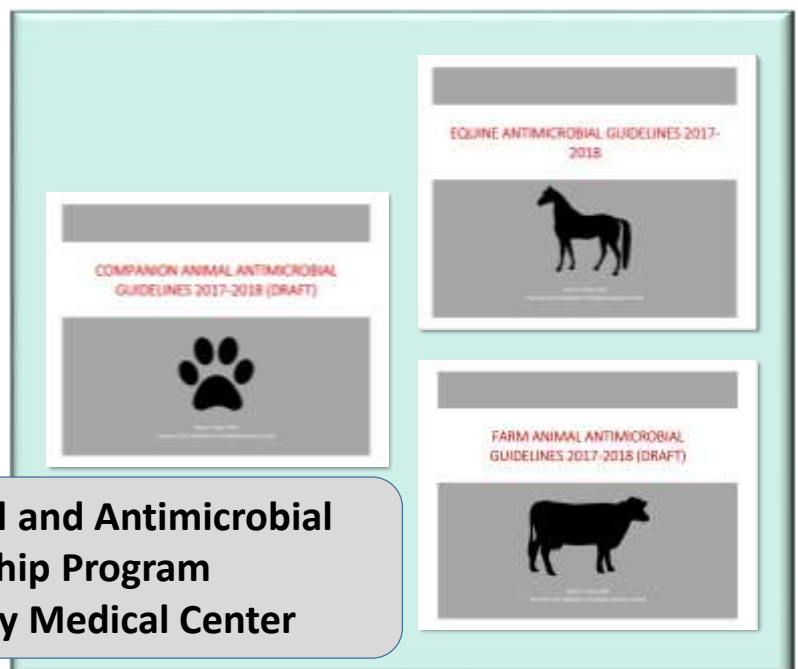 EQUINE ANTIMICROBIAL GUIDELINES 2017-
2018
COMPANION ANIMAL ANTIMICROBIAL
GUIDELINES 2017-2018 (DRAFT)
FARM ANIMAL ANTIMICROBIAL
GUIDELINES 2017-2018 (DRAFT)
and Antimicrobial
Program
Medical Center